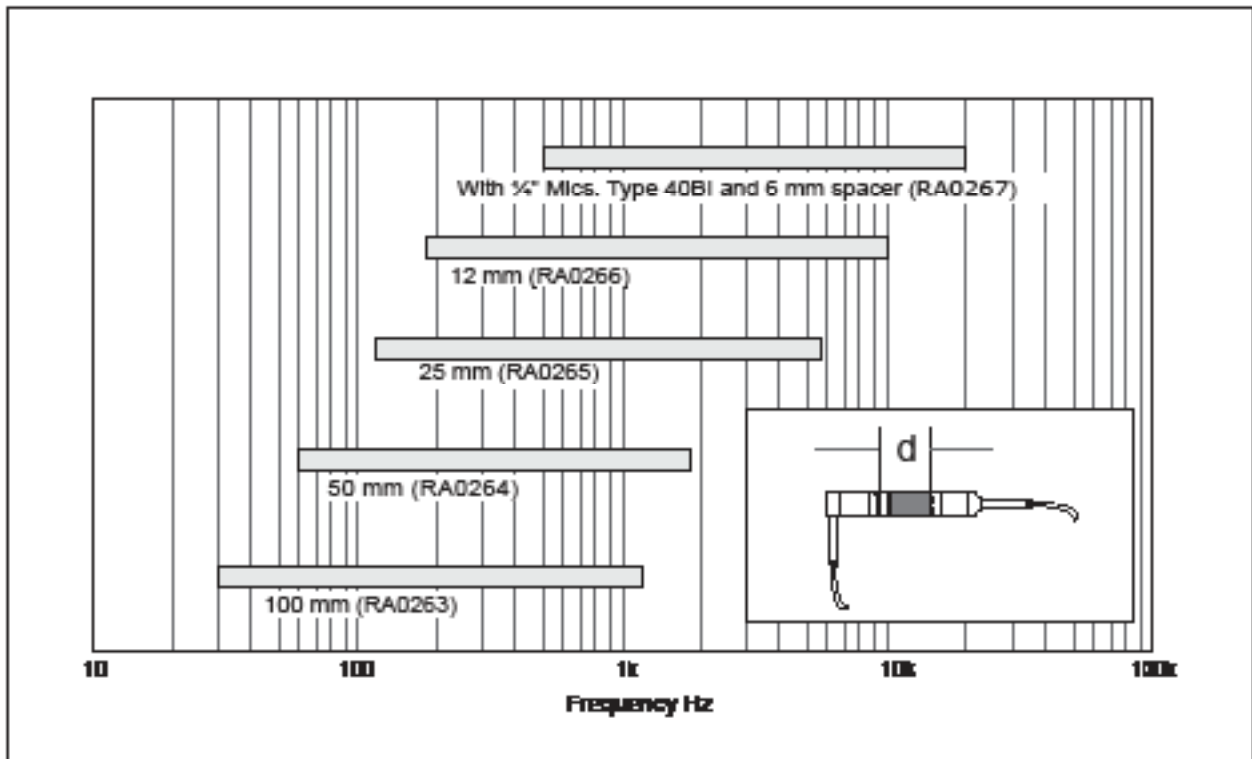 With ¼" Mics. Type 40BI and 6 mm spacer (RA0267)
12 mm (RA0266)
25 mm (RA0265)
50 mm (RA0264)
100 mm (RA0263)
d
10 100 1k 10k 100k
Frequency Hz